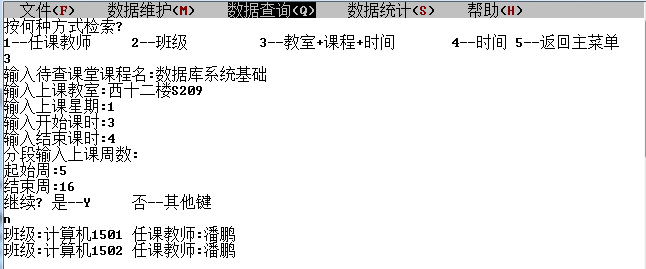 文件(F) 数据维护(M) 数据查询(Q) 数据统计(S) 帮助(H)
按何种方式检索?
1--任课教师 2--班级 3--教室+课程+时间 4--时间 5--返回主菜单
3
输入待查课堂课程名:数据库系统基础
输入上课教室:西十二楼S209
输入上课星期:1
输入开始课时:3
输入结束课时:4
分段输入上课周数:
起始周:5
结束周:16
继续? 是--Y 否--其他键
n
班级:计算机1501 任课教师:潘鹏
班级:计算机1502 任课教师:潘鹏